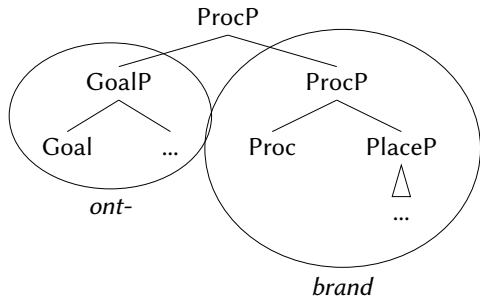 ProcP
GoalP ProcP
Goal ... Proc PlaceP
ont- ...
brand